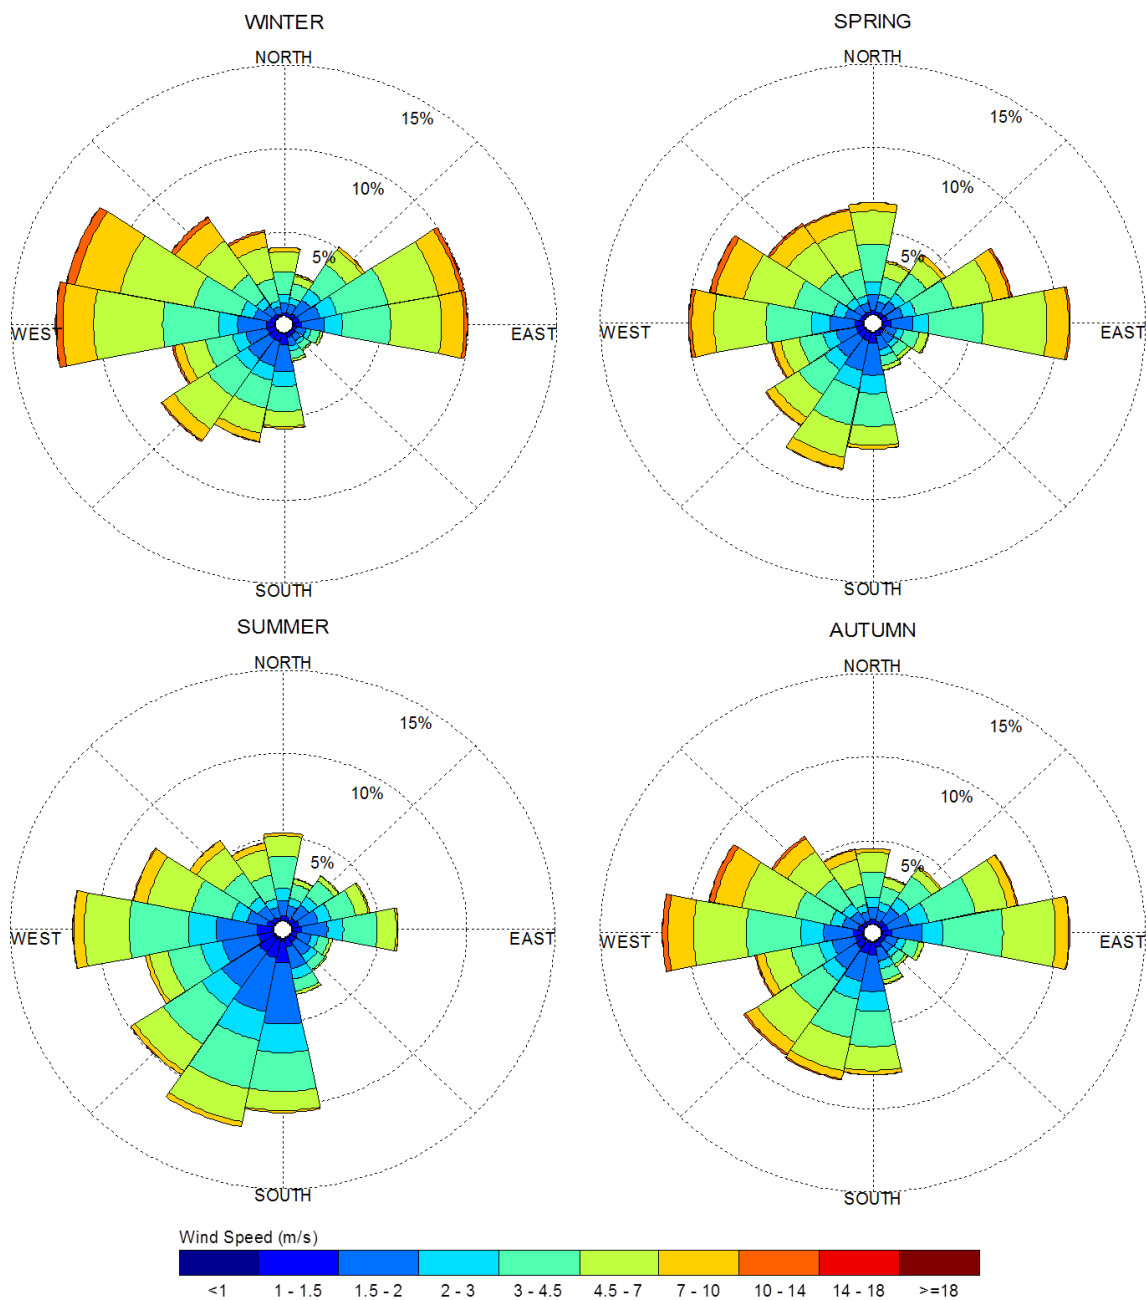 WINTER
NORTH
15%
10%
5%
WEST
EAST
SOUTH
SPRING
NORTH
15%
10%
5%
WEST
EAST
SOUTH
SUMMER
NORTH
15%
10%
5%
WEST
EAST
SOUTH
AUTUMN
NORTH
15%
10%
5%
WEST
EAST
SOUTH
Wind Speed (m/s)
<1 1 - 1.5 1.5 - 2 2 - 3 3 - 4.5 4.5 - 7 7 - 10 10 - 14 14 - 18 >=18